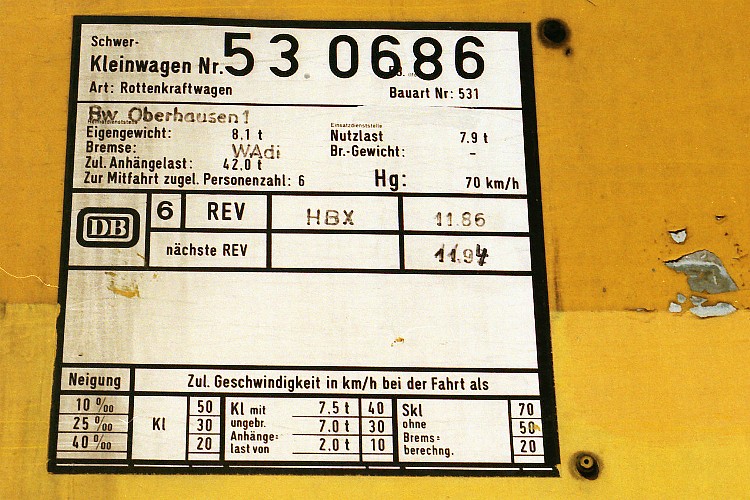 Schwer-
Kleinwagen Nr. 53 0686
Art: Rottenkraftwagen Bauart Nr: 531
Bw Oberhausen 1
Einsatzdienststelle
Eigengewicht: 8,1 t Nutzlast 7.9 t
Bremse: WAdi Br.-Gewicht: –
Zul. Anhängelast: 42,0 t
Zur Mitfahrt zugel. Personenzahl: 6 Hg: 70 km/h
DB 6 REV HBX 11.86
nächste REV 11.94
Neigung Zul. Geschwindigkeit in km/h bei der Fahrt als
10 ‰ Kl 50 Kl mit 7.5 t 40 Skl 70
25 ‰ 30 ungebr. 7.0 t 30 ohne 50
40 ‰ 20 Anhänge- 2.0 t 10 Brems- 20
last von berechng.